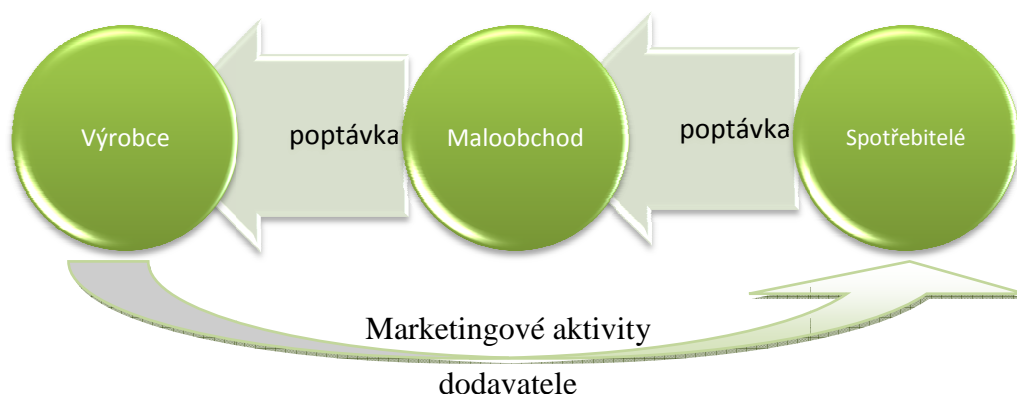 Výrobce
poptávka
Maloobchod
poptávka
Spotřebitelé
Marketingové aktivity
dodavatele